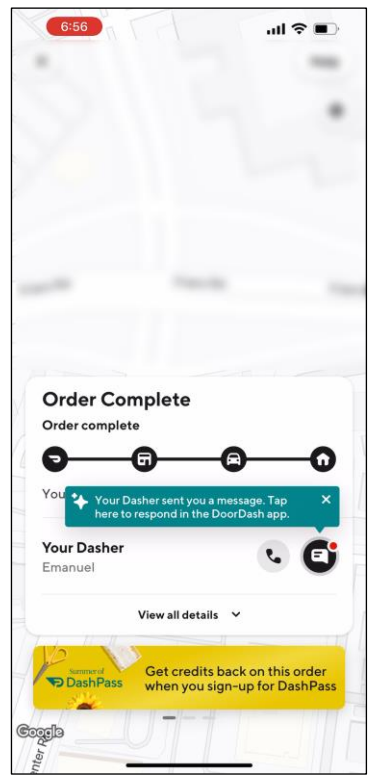 6:56
Order Complete
Order complete
You
Your Dasher sent you a message. Tap
here to respond in the DoorDash app.
Your Dasher
Emanuel
View all details
Summer of
DashPass
Get credits back on this order
when you sign-up for DashPass
Google